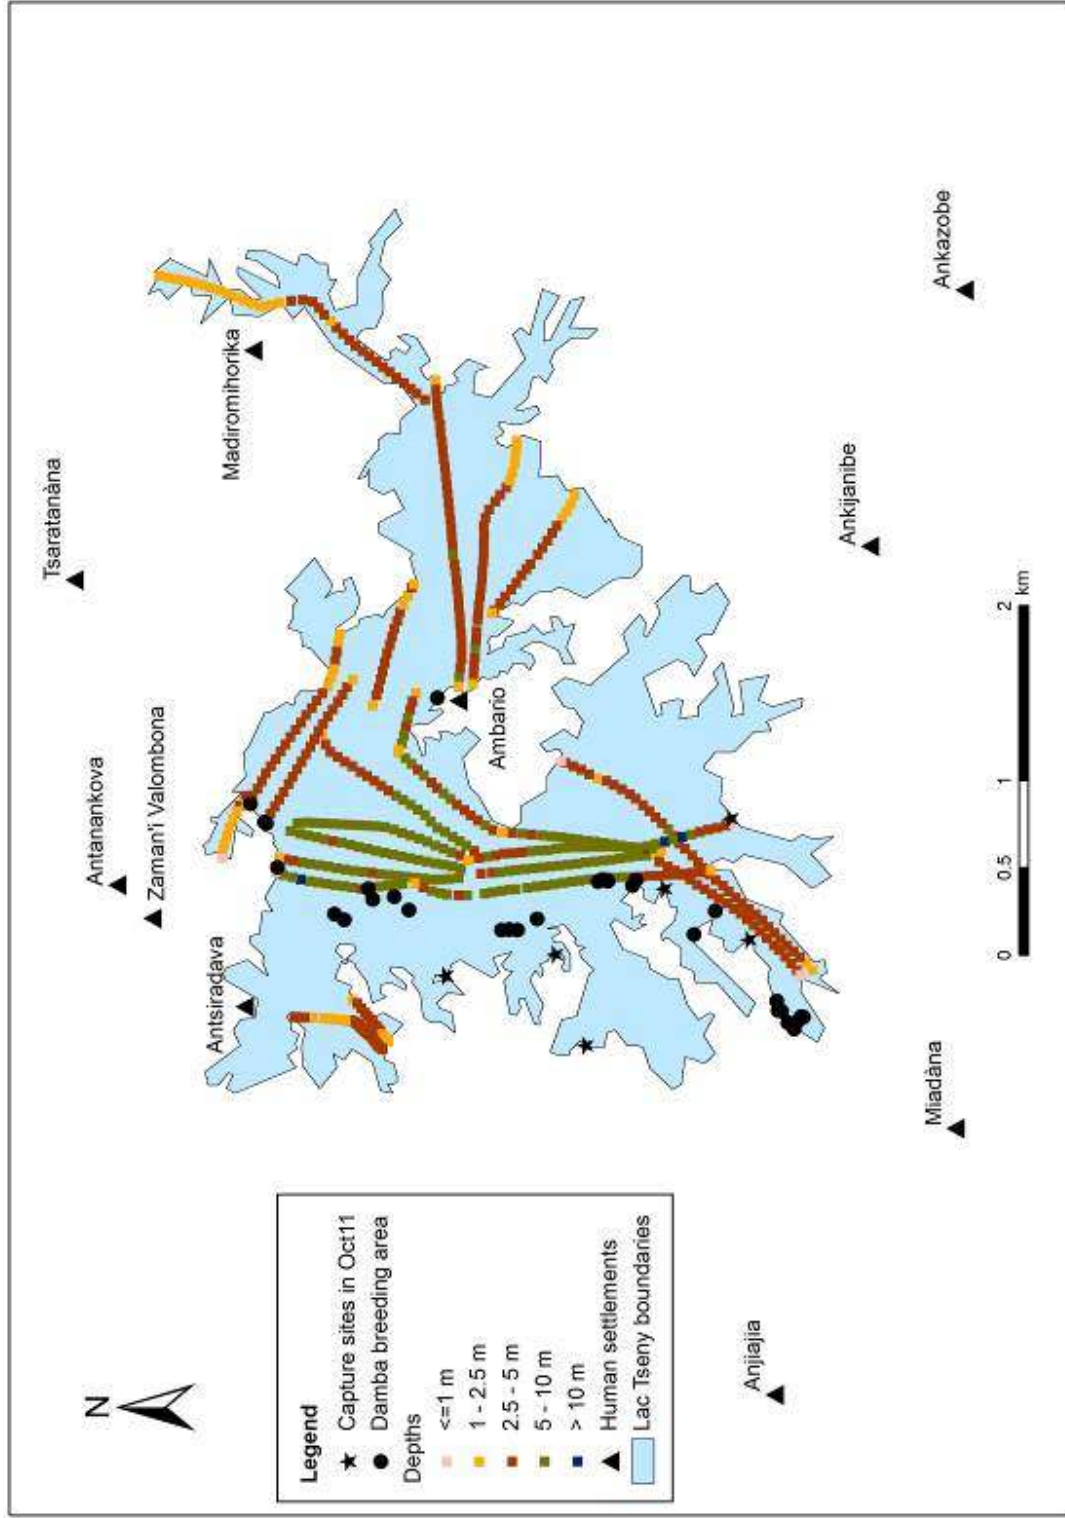 N
Legend
Capture sites in Oct11
Damba breeding area
Depths
<=1 m
1 - 2.5 m
2.5 - 5 m
5 - 10 m
> 10 m
Human settlements
Lac Tseny boundaries
Tsaratanàna
Antanankova
Zaman'i Valombona
Antsiradava
Madiromihorika
Ambario
Anjiajia
Miadàna
Ankijanibe
Ankazobe
0 0.5 1 2
km